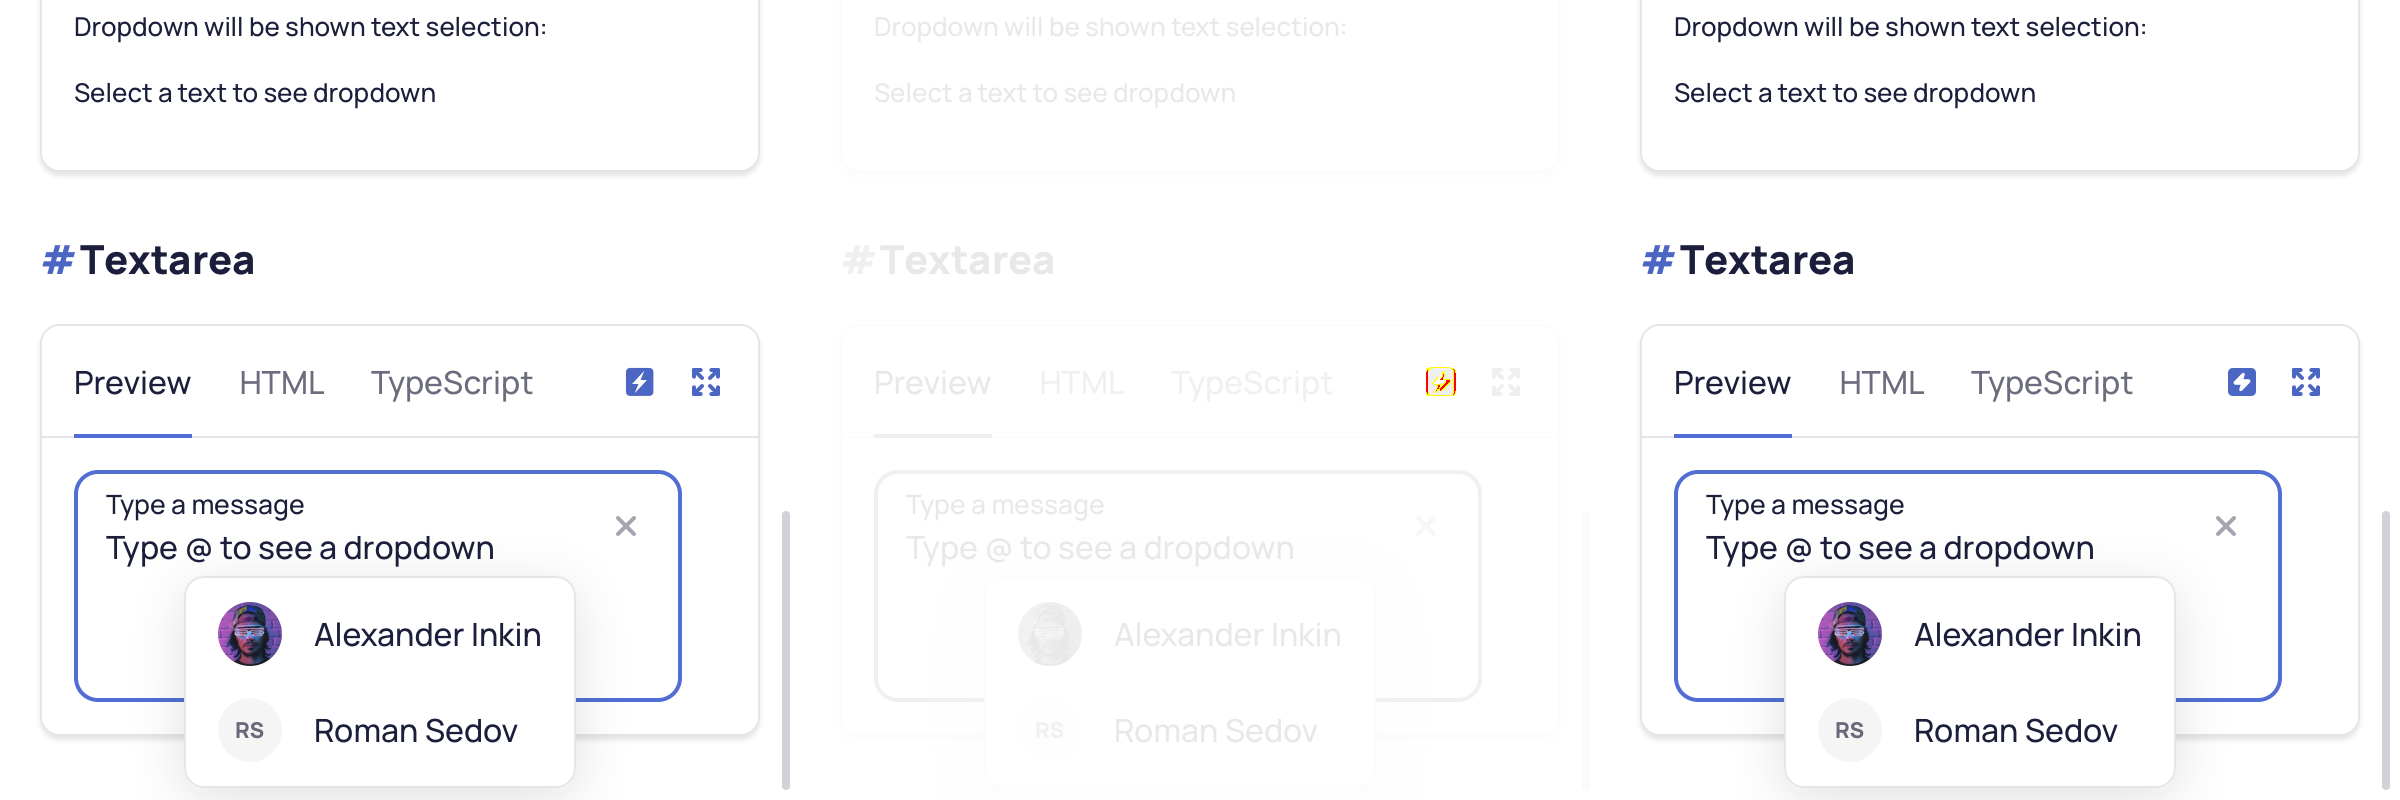 Dropdown will be shown text selection:
Select a text to see dropdown
#Textarea
Preview HTML TypeScript
Type a message
Type @ to see a dropdown
Alexander Inkin
RS Roman Sedov
Dropdown will be shown text selection:
Select a text to see dropdown
#Textarea
Preview HTML TypeScript
Type a message
Type @ to see a dropdown
Alexander Inkin
RS Roman Sedov
Dropdown will be shown text selection:
Select a text to see dropdown
#Textarea
Preview HTML TypeScript
Type a message
Type @ to see a dropdown
Alexander Inkin
RS Roman Sedov